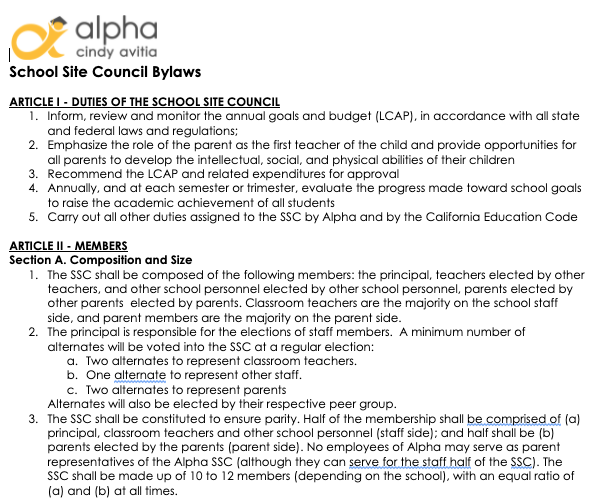 alpha
cindy avitia
School Site Council Bylaws
ARTICLE I - DUTIES OF THE SCHOOL SITE COUNCIL
1. Inform, review and monitor the annual goals and budget (LCAP), in accordance with all state
and federal laws and regulations;
2. Emphasize the role of the parent as the first teacher of the child and provide opportunities for
all parents to develop the intellectual, social, and physical abilities of their children
3. Recommend the LCAP and related expenditures for approval
4. Annually, and at each semester or trimester, evaluate the progress made toward school goals
to raise the academic achievement of all students
5. Carry out all other duties assigned to the SSC by Alpha and by the California Education Code
ARTICLE II - MEMBERS
Section A. Composition and Size
1. The SSC shall be composed of the following members: the principal, teachers elected by other
teachers, and other school personnel elected by other school personnel, parents elected by
other parents  elected by parents. Classroom teachers are the majority on the school staff
side, and parent members are the majority on the parent side.
2. The principal is responsible for the elections of staff members.  A minimum number of
alternates will be voted into the SSC at a regular election:
a. Two alternates to represent classroom teachers.
b. One alternate to represent other staff.
c. Two alternates to represent parents
Alternates will also be elected by their respective peer group.
3. The SSC shall be constituted to ensure parity. Half of the membership shall be comprised of (a)
principal, classroom teachers and other school personnel (staff side); and half shall be (b)
parents elected by the parents (parent side). No employees of Alpha may serve as parent
representatives of the Alpha SSC (although they can serve for the staff half of the SSC). The
SSC shall be made up of 10 to 12 members (depending on the school), with an equal ratio of
(a) and (b) at all times.